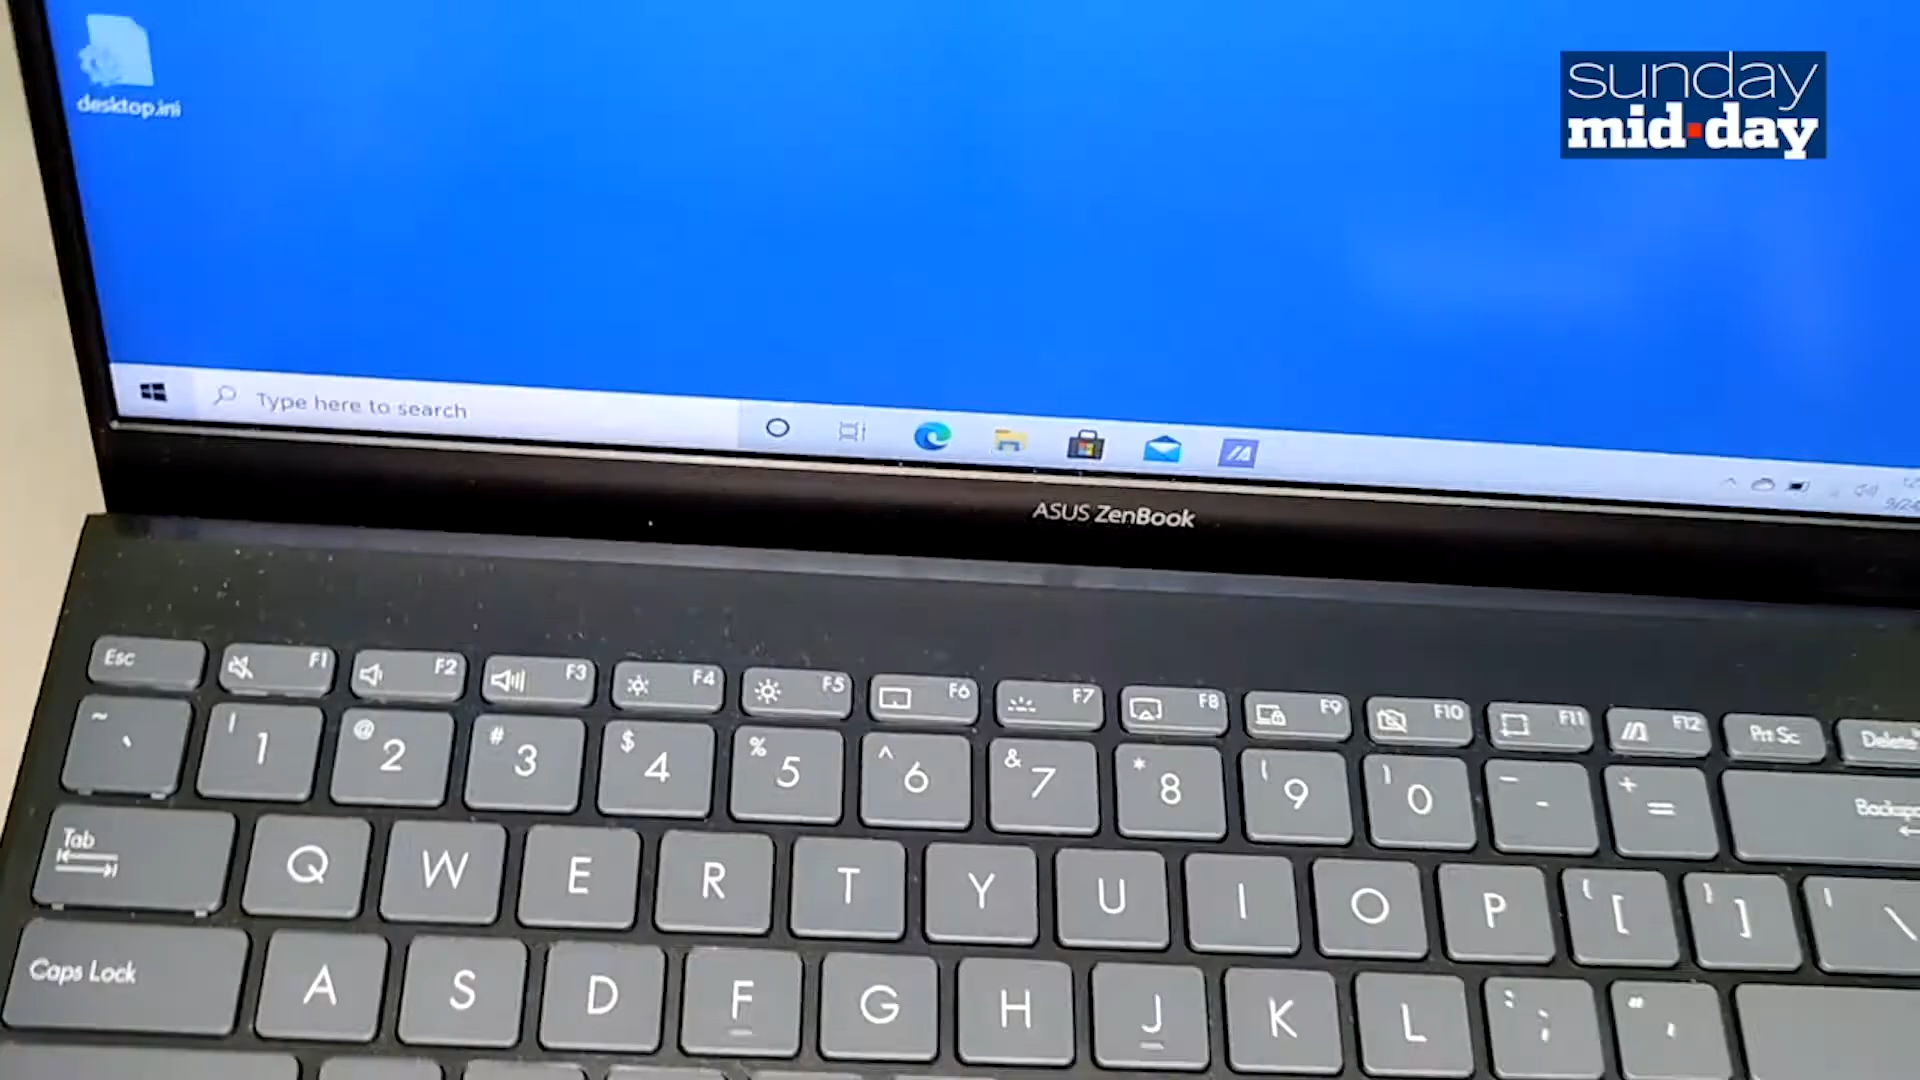 desktop.ini
sunday
mid-day
Type here to search
ASUS ZenBook
Esc F1 F2 F3 F4 F5 F6 F7 F8 F9 F10 F11 F12 Prt Sc Delete
~ ` ! 1 @ 2 # 3 $ 4 % 5 ^ 6 & 7 * 8 ( 9 ) 0 _ - + =
Tab Q W E R T Y U I O P { [ } ] | \
Caps Lock A S D F G H J K L : ; " '